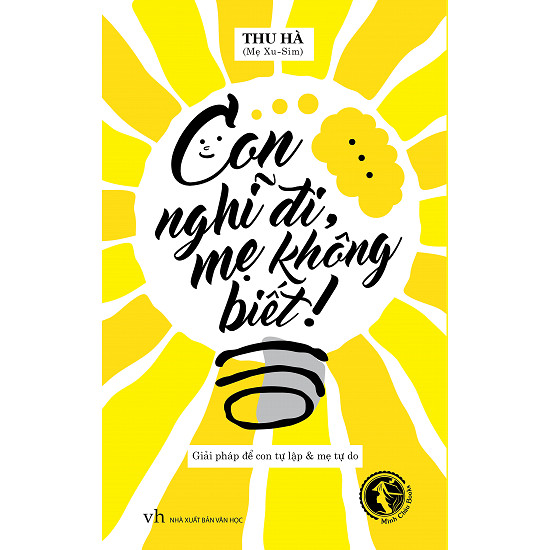 THU HÀ
(Mẹ Xu-Sim)
Con
nghĩ đi,
mẹ không
biết!
Giải pháp để con tự lập & mẹ tự do
Minh Chau Books
vh NHÀ XUẤT BẢN VĂN HỌC